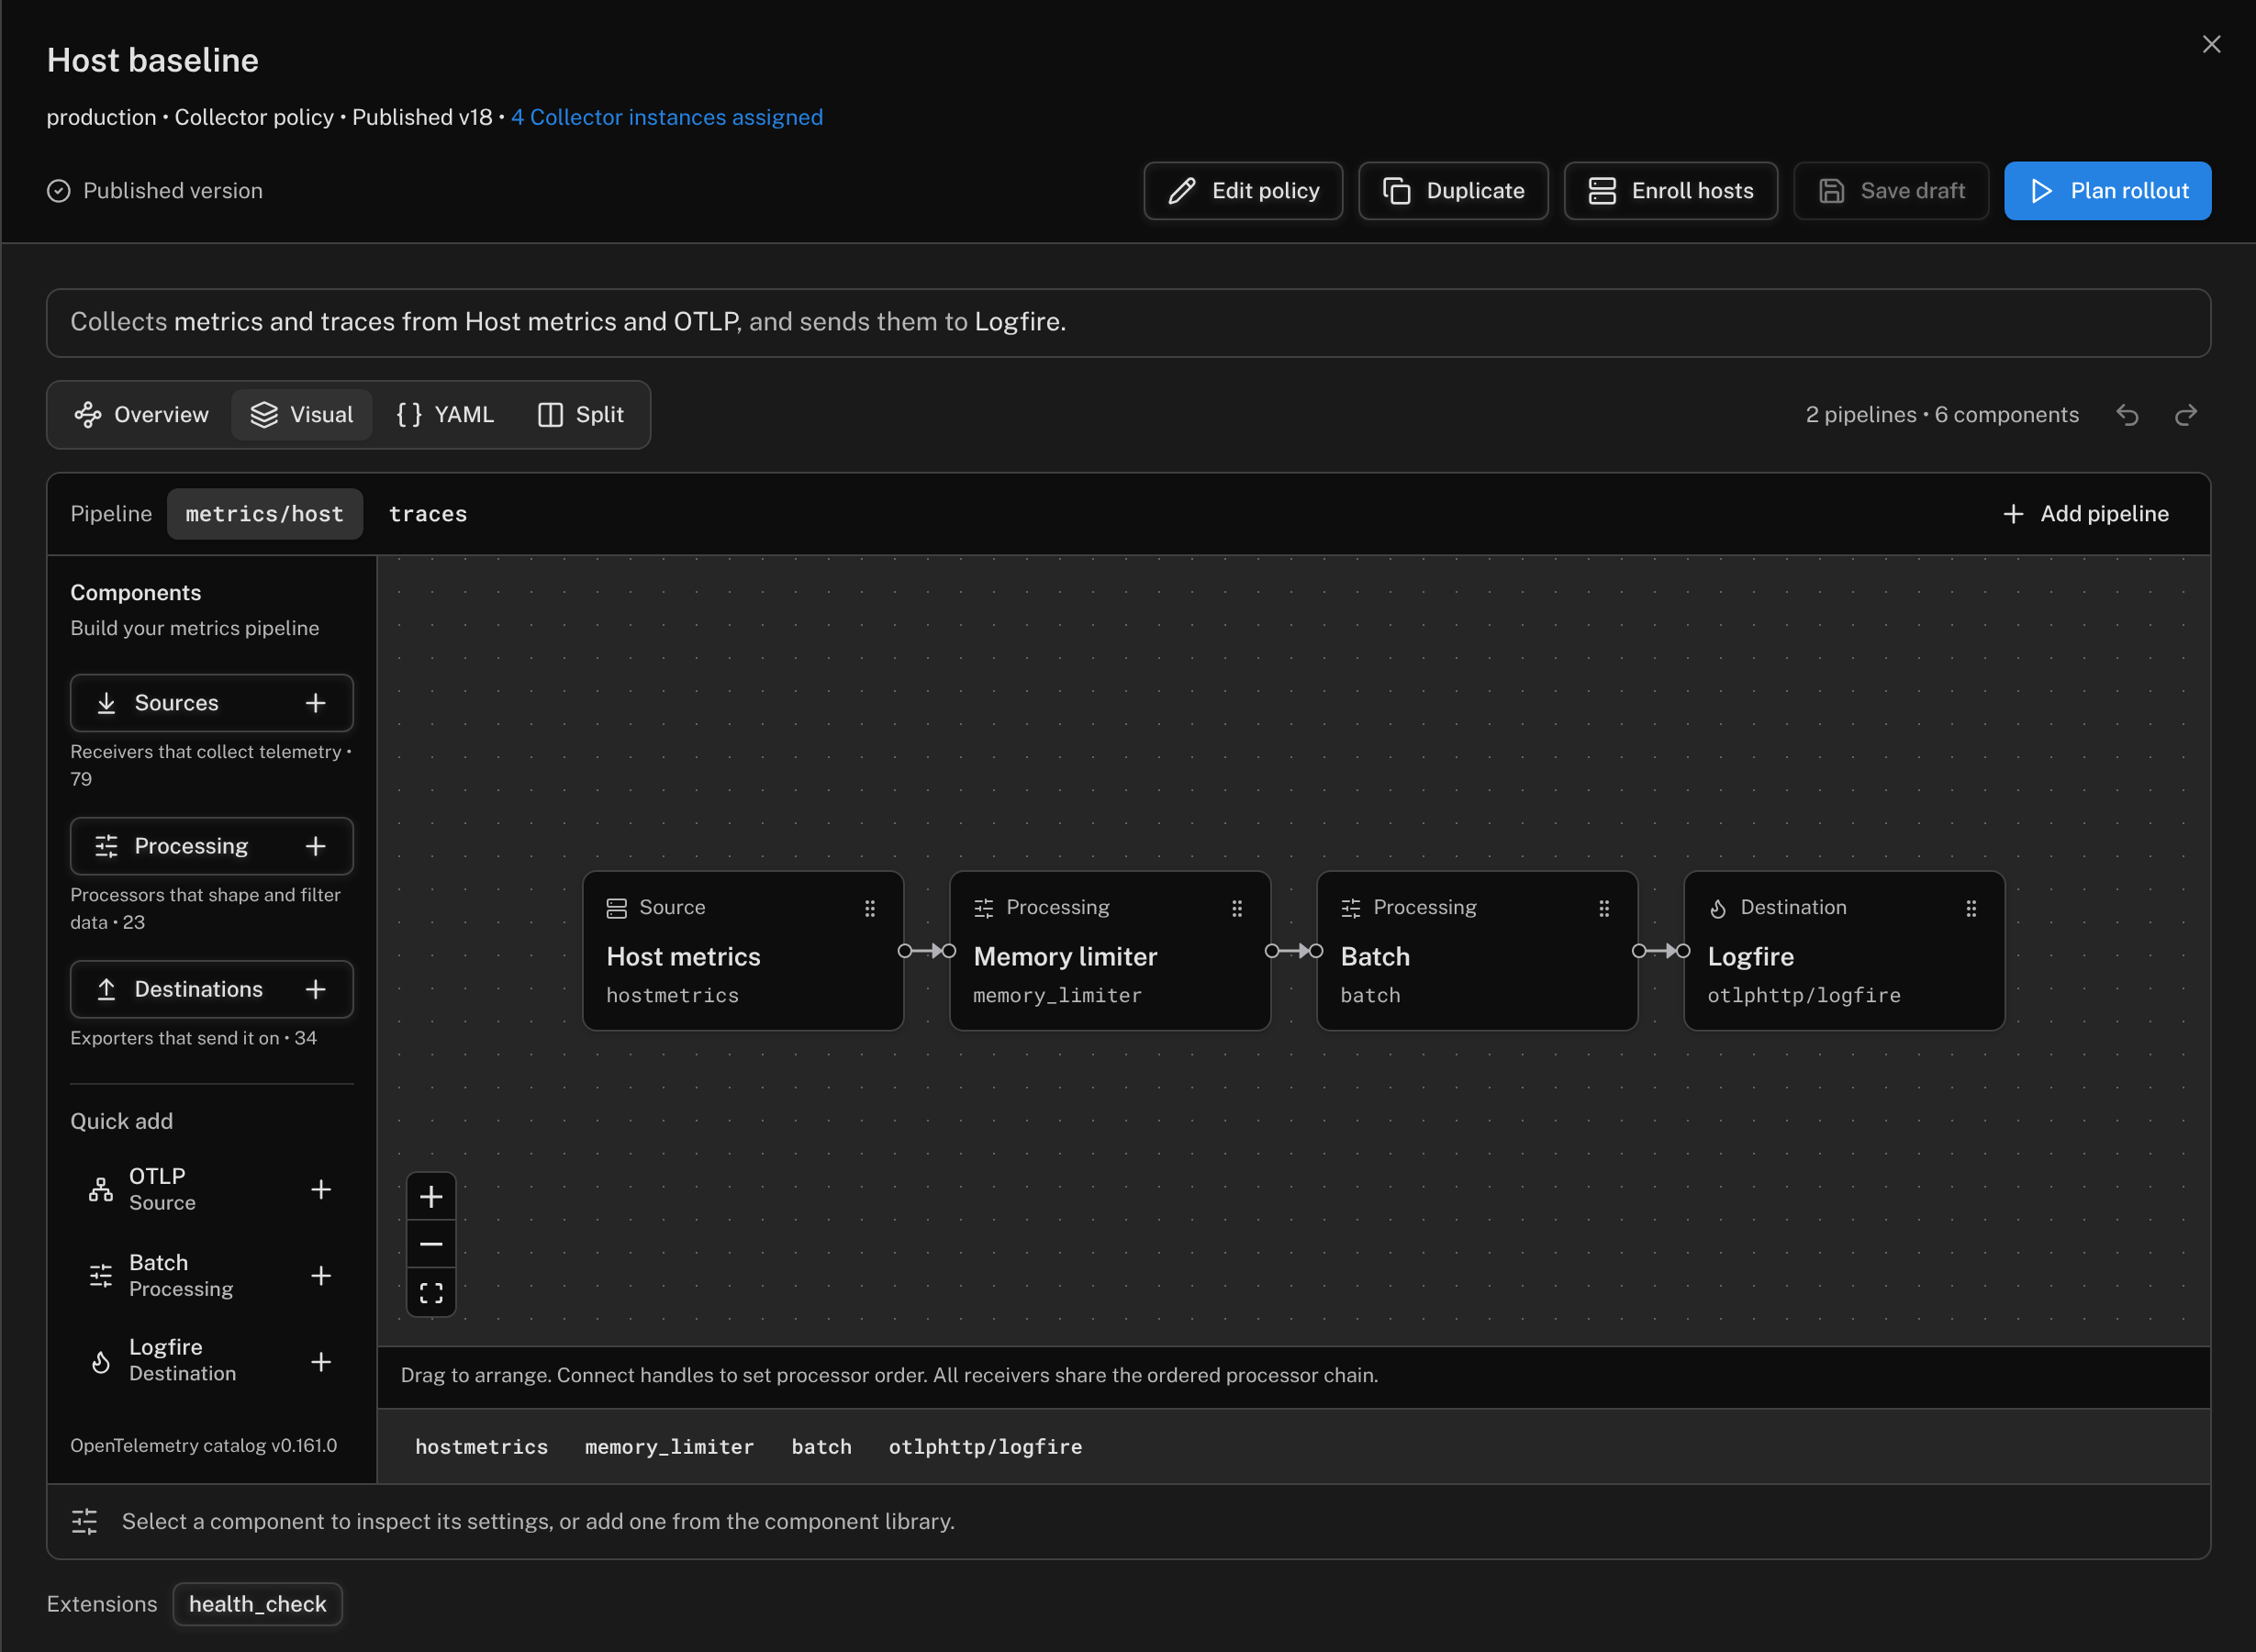 Host baseline
production • Collector policy • Published v18 • 4 Collector instances assigned
Published version
Edit policy
Duplicate
Enroll hosts
Save draft
Plan rollout
Collects metrics and traces from Host metrics and OTLP, and sends them to Logfire.
Overview
Visual
{} YAML
Split
2 pipelines • 6 components
Pipeline
metrics/host
traces
Add pipeline
Components
Build your metrics pipeline
Sources
Receivers that collect telemetry •
79
Processing
Processors that shape and filter
data • 23
Destinations
Exporters that send it on • 34
Quick add
OTLP
Source
Batch
Processing
Logfire
Destination
OpenTelemetry catalog v0.161.0
Source
Host metrics
hostmetrics
Processing
Memory limiter
memory_limiter
Processing
Batch
batch
Destination
Logfire
otlphttp/logfire
Drag to arrange. Connect handles to set processor order. All receivers share the ordered processor chain.
hostmetrics
memory_limiter
batch
otlphttp/logfire
Select a component to inspect its settings, or add one from the component library.
Extensions
health_check